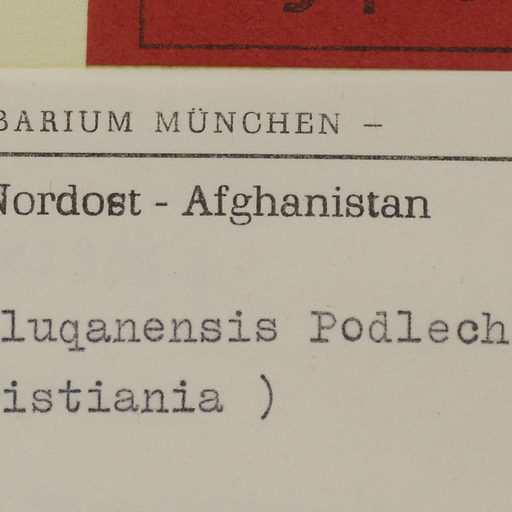 BARIUM MÜNCHEN –
Nordost - Afghanistan
luqanensis Podlech
istiania )